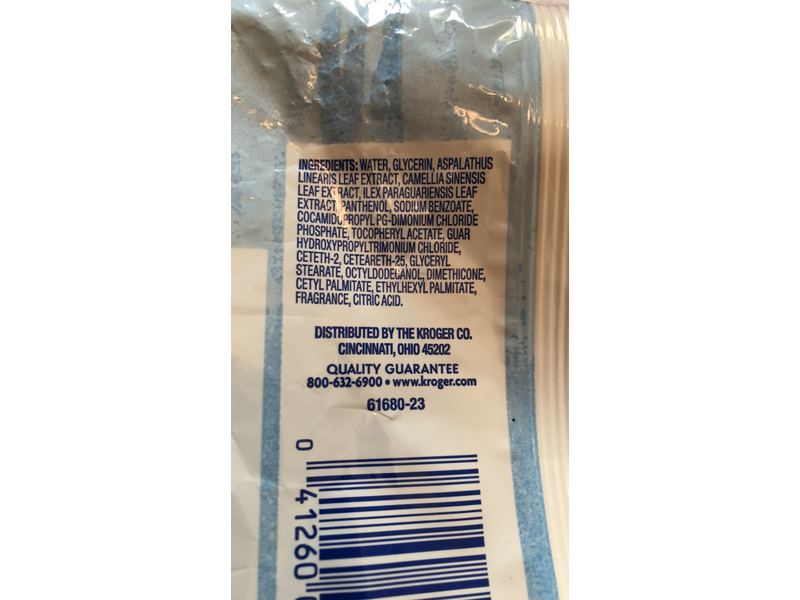 INGREDIENTS: WATER, GLYCERIN, ASPALATHUS
LINEARIS LEAF EXTRACT, CAMELLIA SINENSIS
LEAF EXTRACT, ILEX PARAGUARIENSIS LEAF
EXTRACT, PANTHENOL, SODIUM BENZOATE,
COCAMIDOPROPYL PG-DIMONIUM CHLORIDE
PHOSPHATE, TOCOPHERYL ACETATE, GUAR
HYDROXYPROPYLTRIMONIUM CHLORIDE,
CETETH-2, CETEARETH-25, GLYCERYL
STEARATE, OCTYLDODECANOL, DIMETHICONE,
CETYL PALMITATE, ETHYLHEXYL PALMITATE,
FRAGRANCE, CITRIC ACID.
DISTRIBUTED BY THE KROGER CO.
CINCINNATI, OHIO 45202
QUALITY GUARANTEE
800-632-6900 • www.kroger.com
61680-23
0 41260